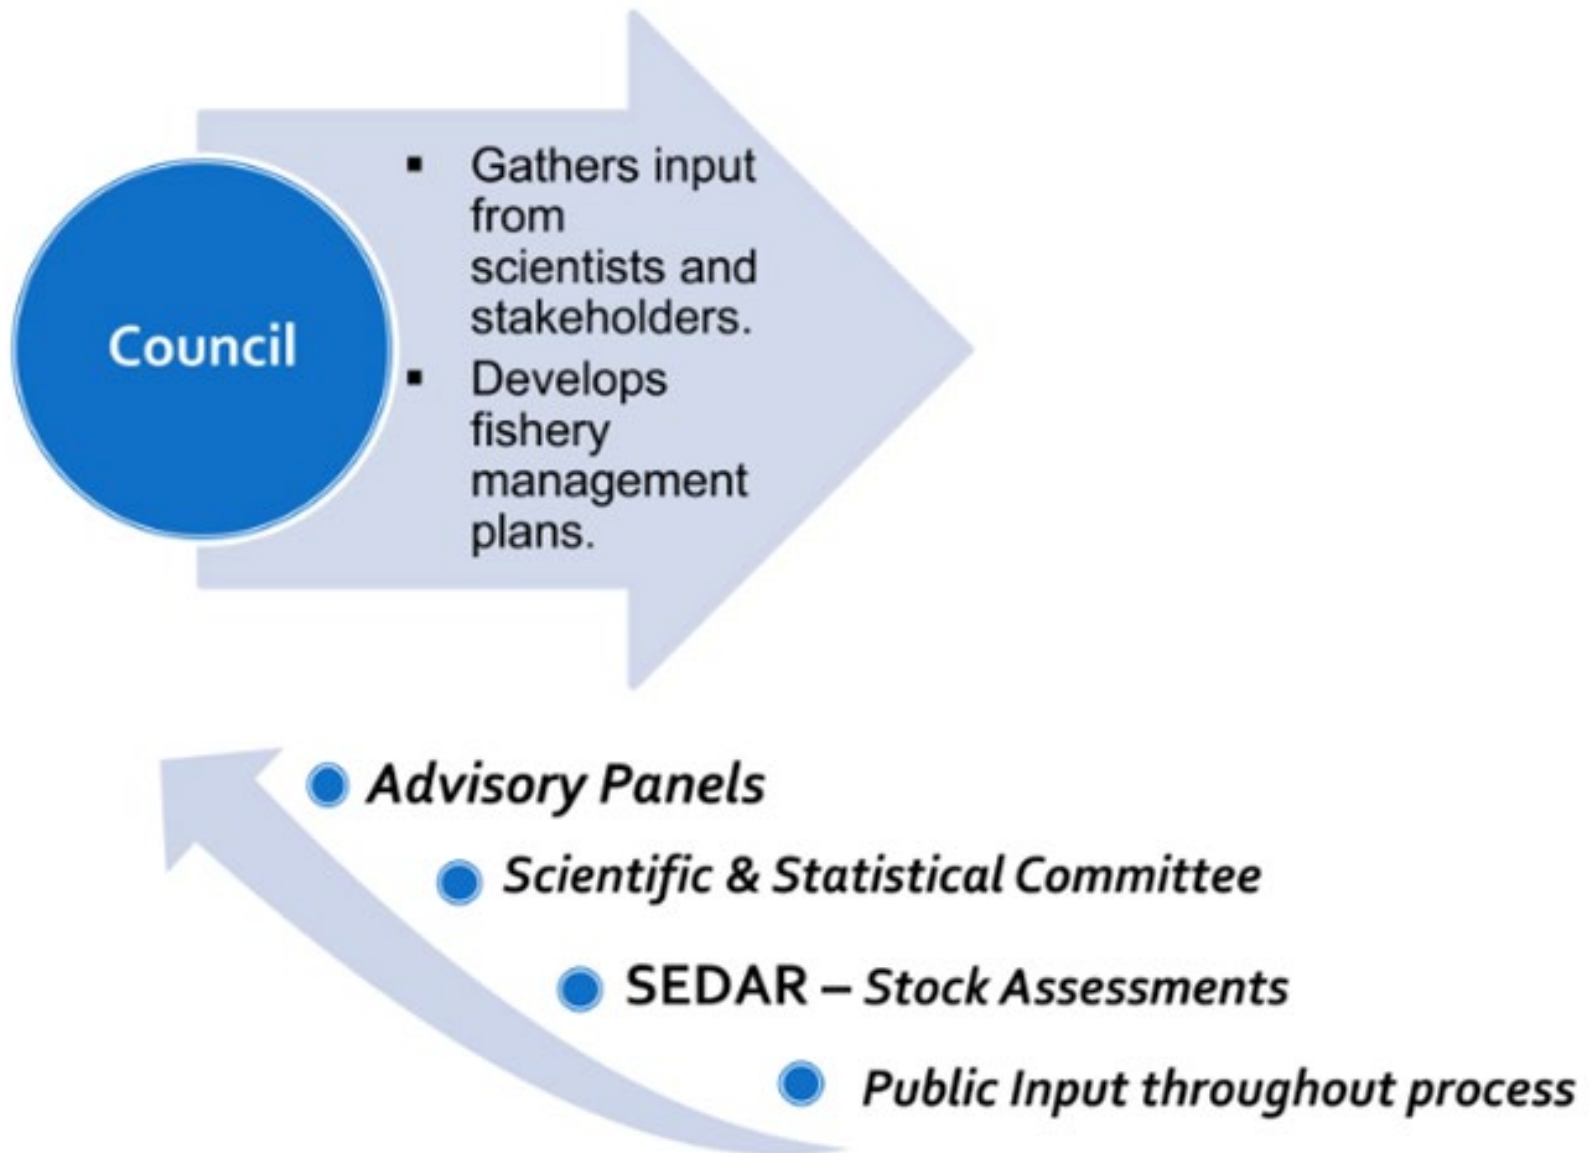 Council
▪ Gathers input
from
scientists and
stakeholders.
▪ Develops
fishery
management
plans.
Advisory Panels
Scientific & Statistical Committee
SEDAR – Stock Assessments
Public Input throughout process